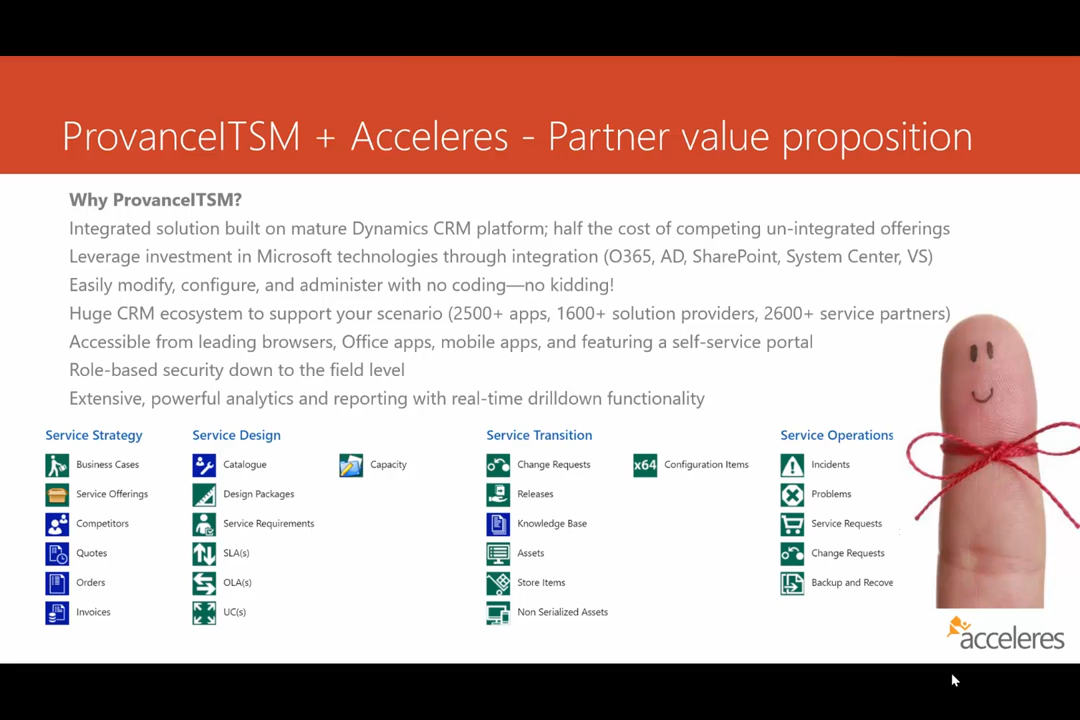 ProvanceITSM + Acceleres - Partner value proposition
Why ProvanceITSM?
Integrated solution built on mature Dynamics CRM platform; half the cost of competing un-integrated offerings
Leverage investment in Microsoft technologies through integration (O365, AD, SharePoint, System Center, VS)
Easily modify, configure, and administer with no coding—no kidding!
Huge CRM ecosystem to support your scenario (2500+ apps, 1600+ solution providers, 2600+ service partners)
Accessible from leading browsers, Office apps, mobile apps, and featuring a self-service portal
Role-based security down to the field level
Extensive, powerful analytics and reporting with real-time drilldown functionality
Service Strategy
Business Cases
Service Offerings
Competitors
Quotes
Orders
Invoices
Service Design
Catalogue
Design Packages
Service Requirements
SLA(s)
OLA(s)
UC(s)
Capacity
Service Transition
Change Requests
Releases
Knowledge Base
Assets
Store Items
Non Serialized Assets
x64
Configuration Items
Service Operations
Incidents
Problems
Service Requests
Change Requests
Backup and Recove
acceleres